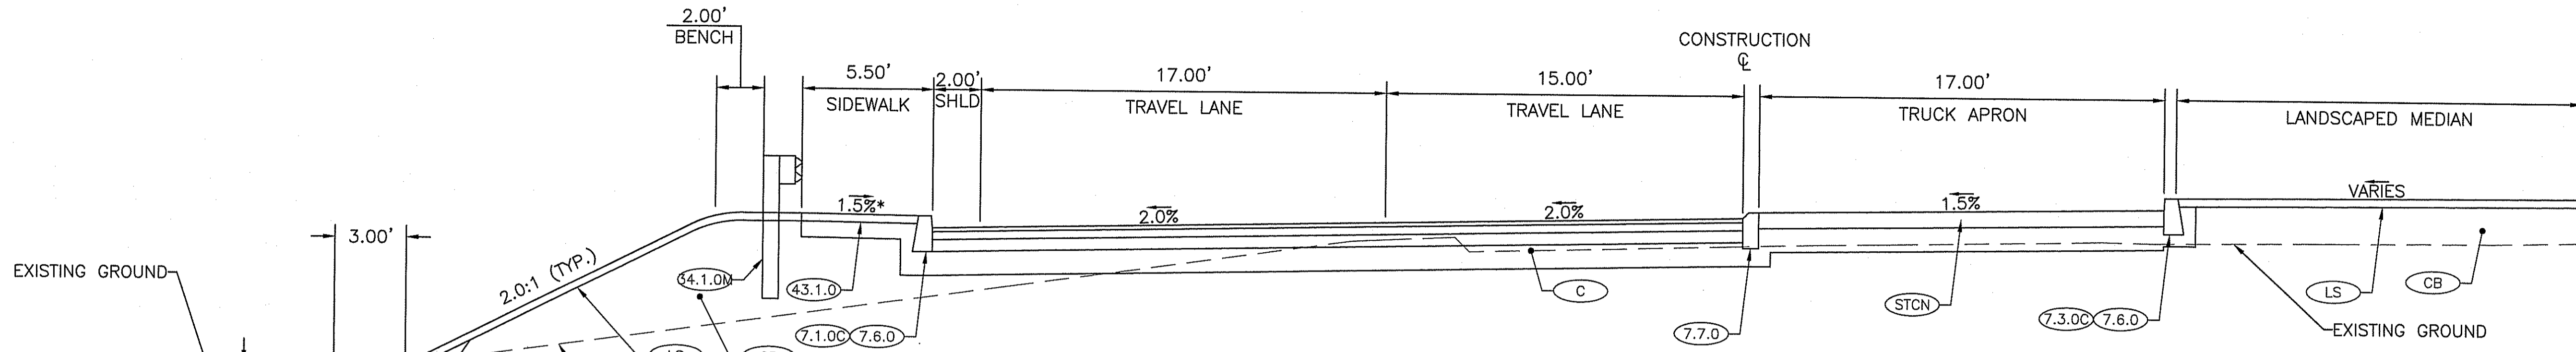 2.00'
BENCH
5.50'
SIDEWALK
2.00'
SHLD
17.00'
TRAVEL LANE
15.00'
TRAVEL LANE
CONSTRUCTION
℄
17.00'
TRUCK APRON
LANDSCAPED MEDIAN
1.5%*
2.0%
2.0%
1.5%
VARIES
3.00'
EXISTING GROUND
2.0:1 (TYP.)
34.1.0M
43.1.0
C
STCN
LS
CB
7.1.0C
7.6.0
7.7.0
7.3.0C
7.6.0
EXISTING GROUND